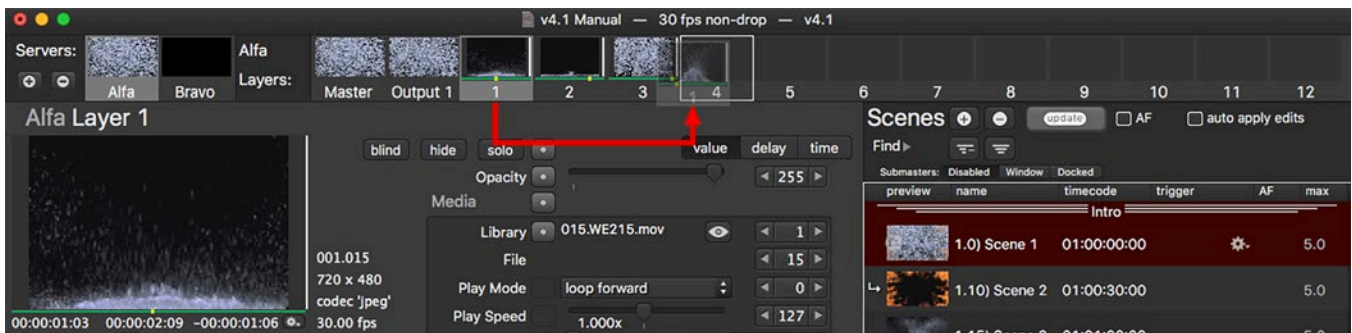 v4.1 Manual — 30 fps non-drop — v4.1
Servers: Alfa
Layers:
Alfa Bravo Master Output 1 1 2 3 1 4 5 6 7 8 9 10 11 12
Alfa Layer 1
blind hide solo value delay time
Opacity 255
Media
Library 015.WE215.mov 1
001.015 File 15
720 x 480 Play Mode loop forward 0
codec 'jpeg'
00:00:01:03 00:00:02:09 -00:00:01:06 30.00 fps Play Speed 1.000x 127
Scenes update AF auto apply edits
Find
Submasters: Disabled Window Docked
preview name timecode trigger AF max
Intro
1.0) Scene 1 01:00:00:00 5.0
1.10) Scene 2 01:00:30:00 5.0